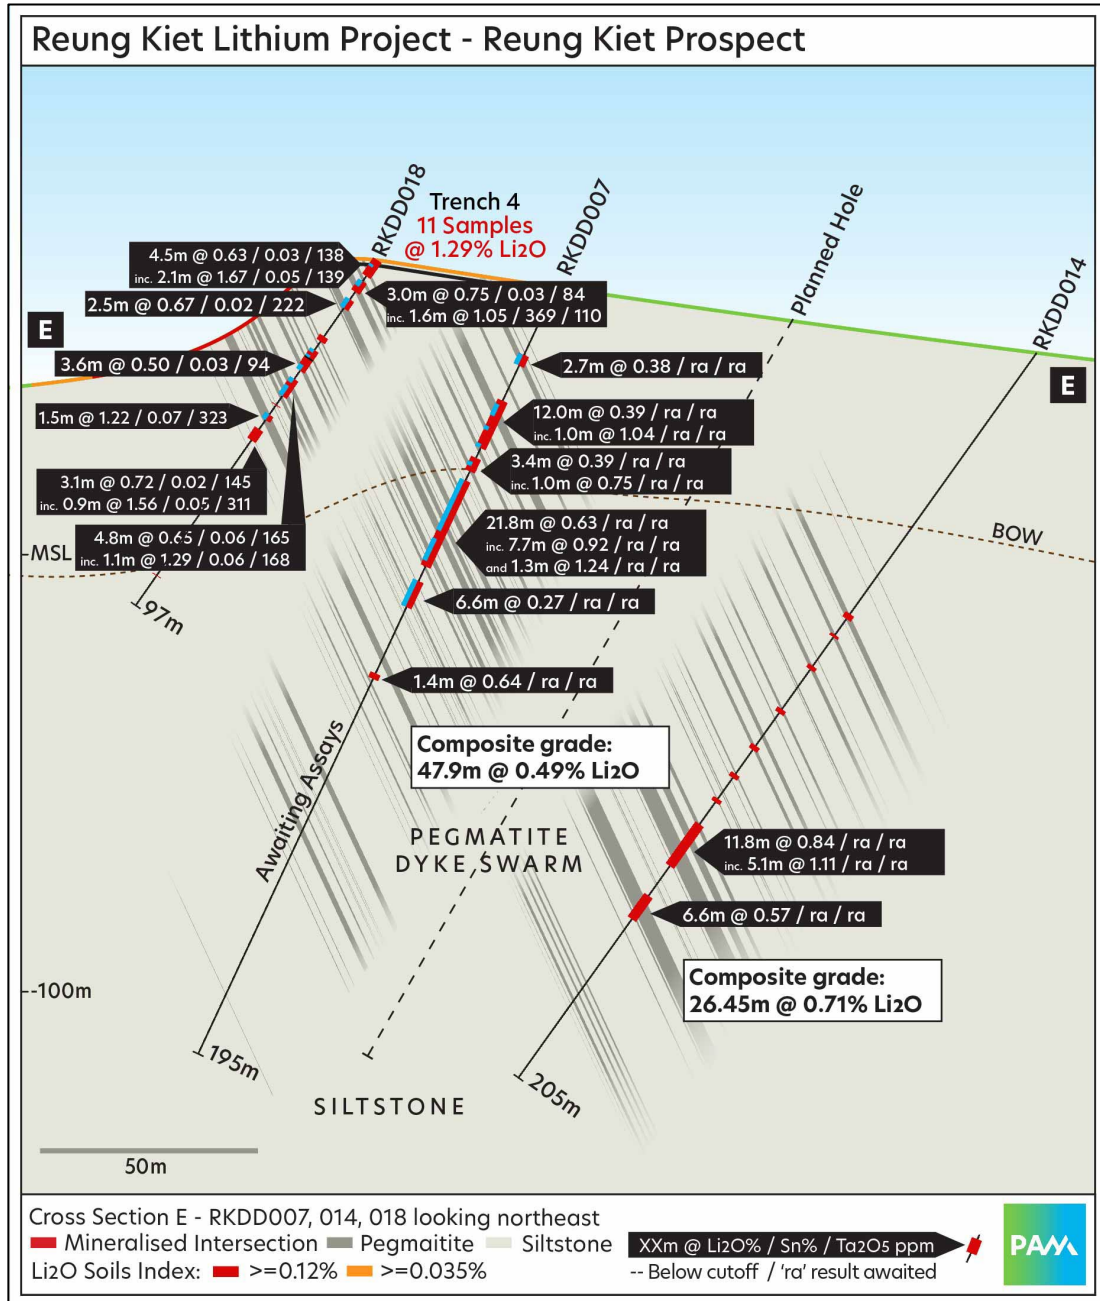 Reung Kiet Lithium Project - Reung Kiet Prospect
RKDD018
Trench 4
11 Samples
@ 1.29% Li2O
RKDD007
Planned Hole
RKDD014
4.5m @ 0.63 / 0.03 / 138
inc. 2.1m @ 1.67 / 0.05 / 139
2.5m @ 0.67 / 0.02 / 222
3.0m @ 0.75 / 0.03 / 84
inc. 1.6m @ 1.05 / 369 / 110
E
3.6m @ 0.50 / 0.03 / 94
2.7m @ 0.38 / ra / ra
E
1.5m @ 1.22 / 0.07 / 323
12.0m @ 0.39 / ra / ra
inc. 1.0m @ 1.04 / ra / ra
3.4m @ 0.39 / ra / ra
inc. 1.0m @ 0.75 / ra / ra
3.1m @ 0.72 / 0.02 / 145
inc. 0.9m @ 1.56 / 0.05 / 311
21.8m @ 0.63 / ra / ra
inc. 7.7m @ 0.92 / ra / ra
and 1.3m @ 1.24 / ra / ra
4.8m @ 0.65 / 0.06 / 165
inc. 1.1m @ 1.29 / 0.06 / 168
-MSL
BOW
97m
6.6m @ 0.27 / ra / ra
1.4m @ 0.64 / ra / ra
Awaiting Assays
Composite grade:
47.9m @ 0.49% Li2O
PEGMATITE
DYKE SWARM
11.8m @ 0.84 / ra / ra
inc. 5.1m @ 1.11 / ra / ra
6.6m @ 0.57 / ra / ra
Composite grade:
26.45m @ 0.71% Li2O
--100m
195m
205m
SILTSTONE
50m
Cross Section E - RKDD007, 014, 018 looking northeast
Mineralised Intersection Pegmaitite Siltstone
Li2O Soils Index: >=0.12% >=0.035%
XXm @ Li2O% / Sn% / Ta2O5 ppm
-- Below cutoff / 'ra' result awaited
PAM